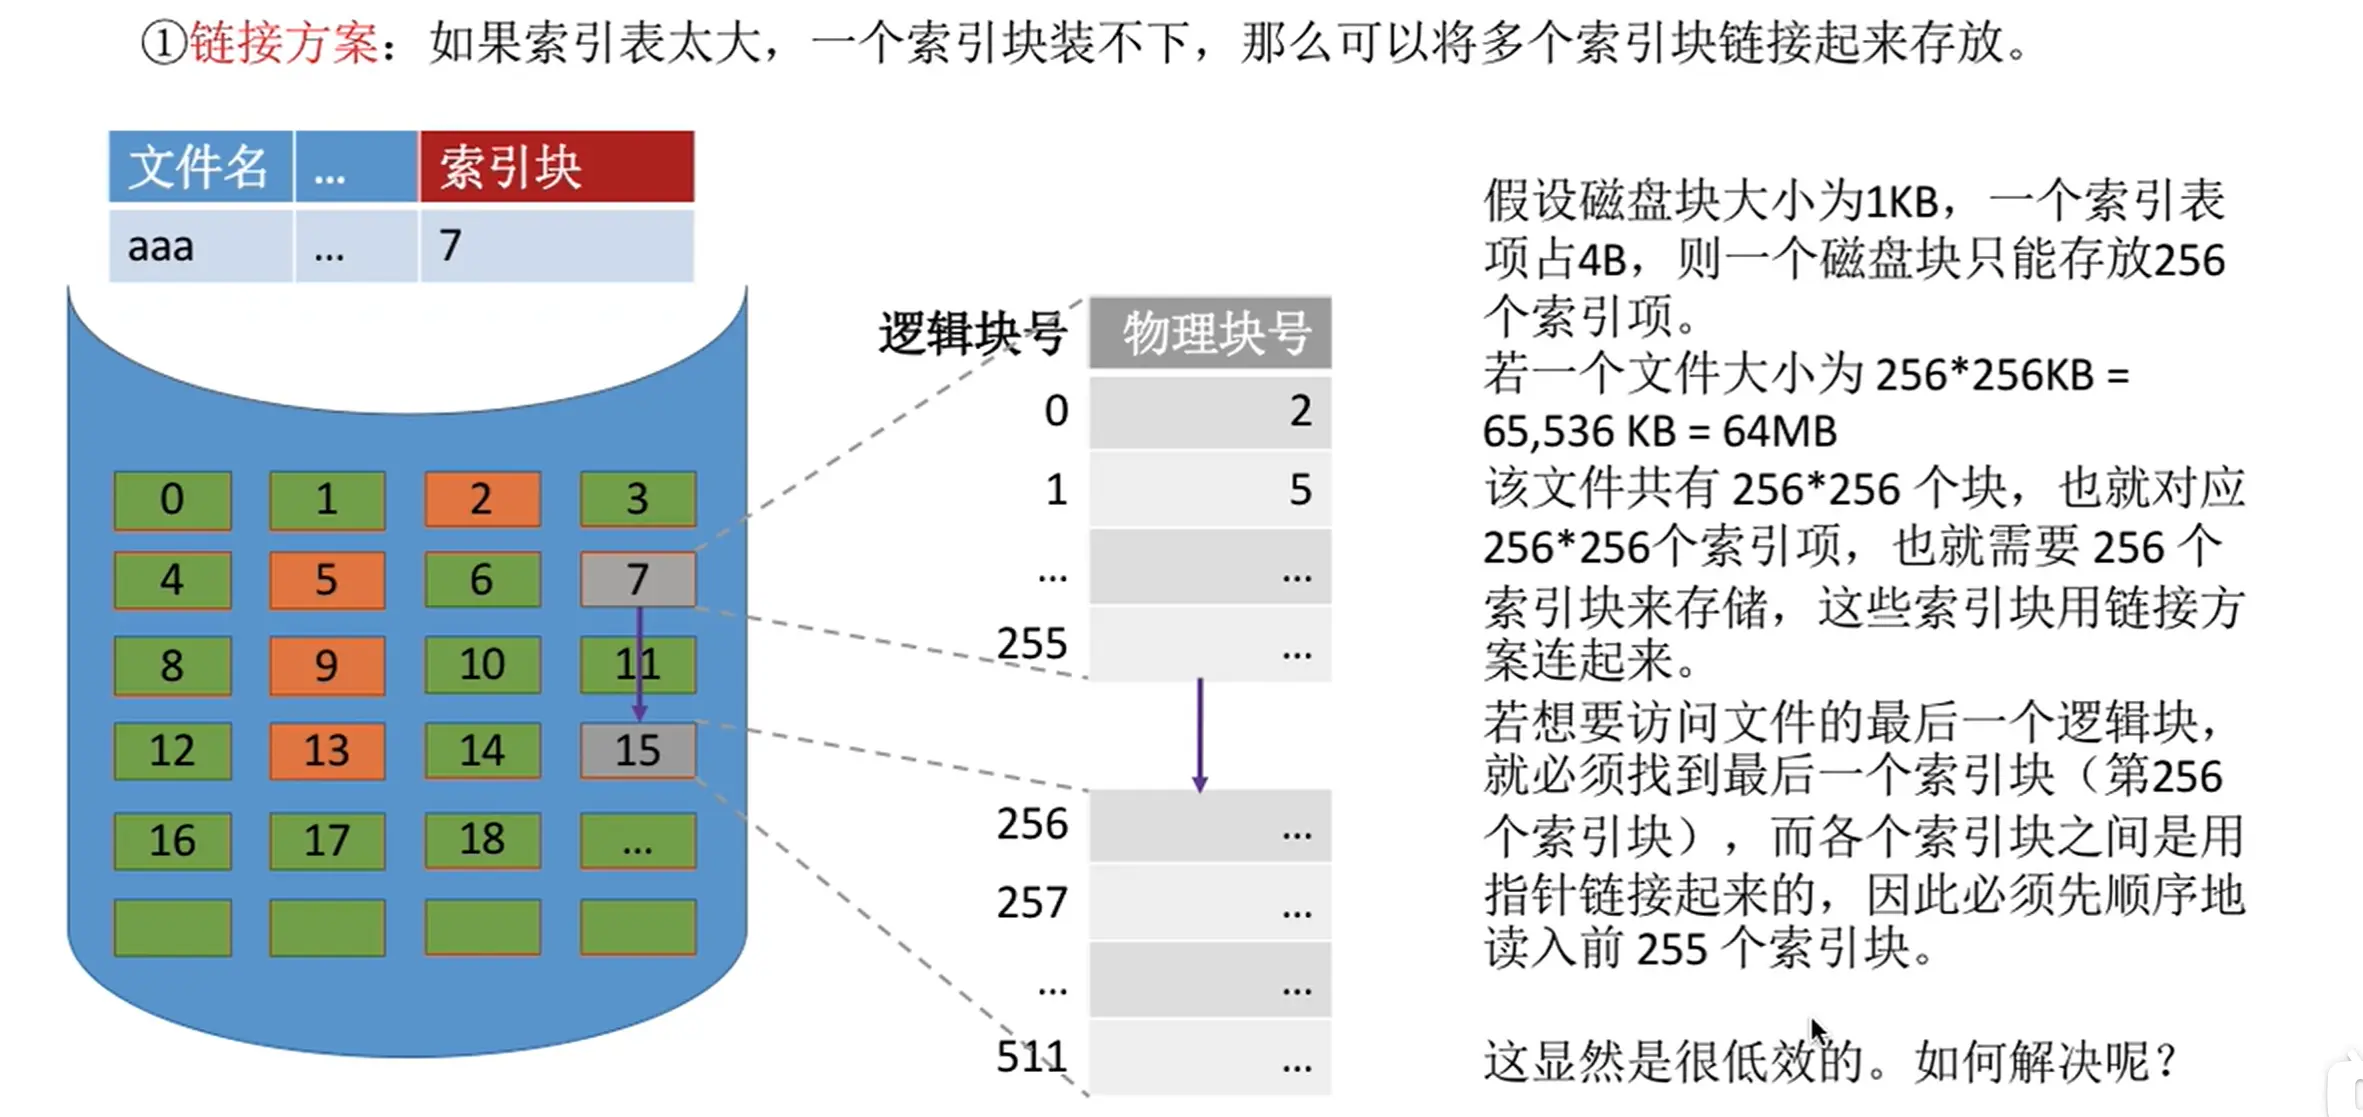 ①链接方案：如果索引表太大，一个索引块装不下，那么可以将多个索引块链接起来存放。
文件名 ... 索引块
aaa ... 7
0 1 2 3
4 5 6 7
8 9 10 11
12 13 14 15
16 17 18 ...
逻辑块号 物理块号
0 2
1 5
... ...
255 ...
256 ...
257 ...
... ...
511 ...
假设磁盘块大小为1KB，一个索引表
项占4B，则一个磁盘块只能存放256
个索引项。
若一个文件大小为 256*256KB =
65,536 KB = 64MB
该文件共有 256*256 个块，也就对应
256*256个索引项，也就需要 256 个
索引块来存储，这些索引块用链接方
案连起来。
若想要访问文件的最后一个逻辑块，
就必须找到最后一个索引块（第256
个索引块），而各个索引块之间是用
指针链接起来的，因此必须先顺序地
读入前 255 个索引块。
这显然是很低效的。如何解决呢？